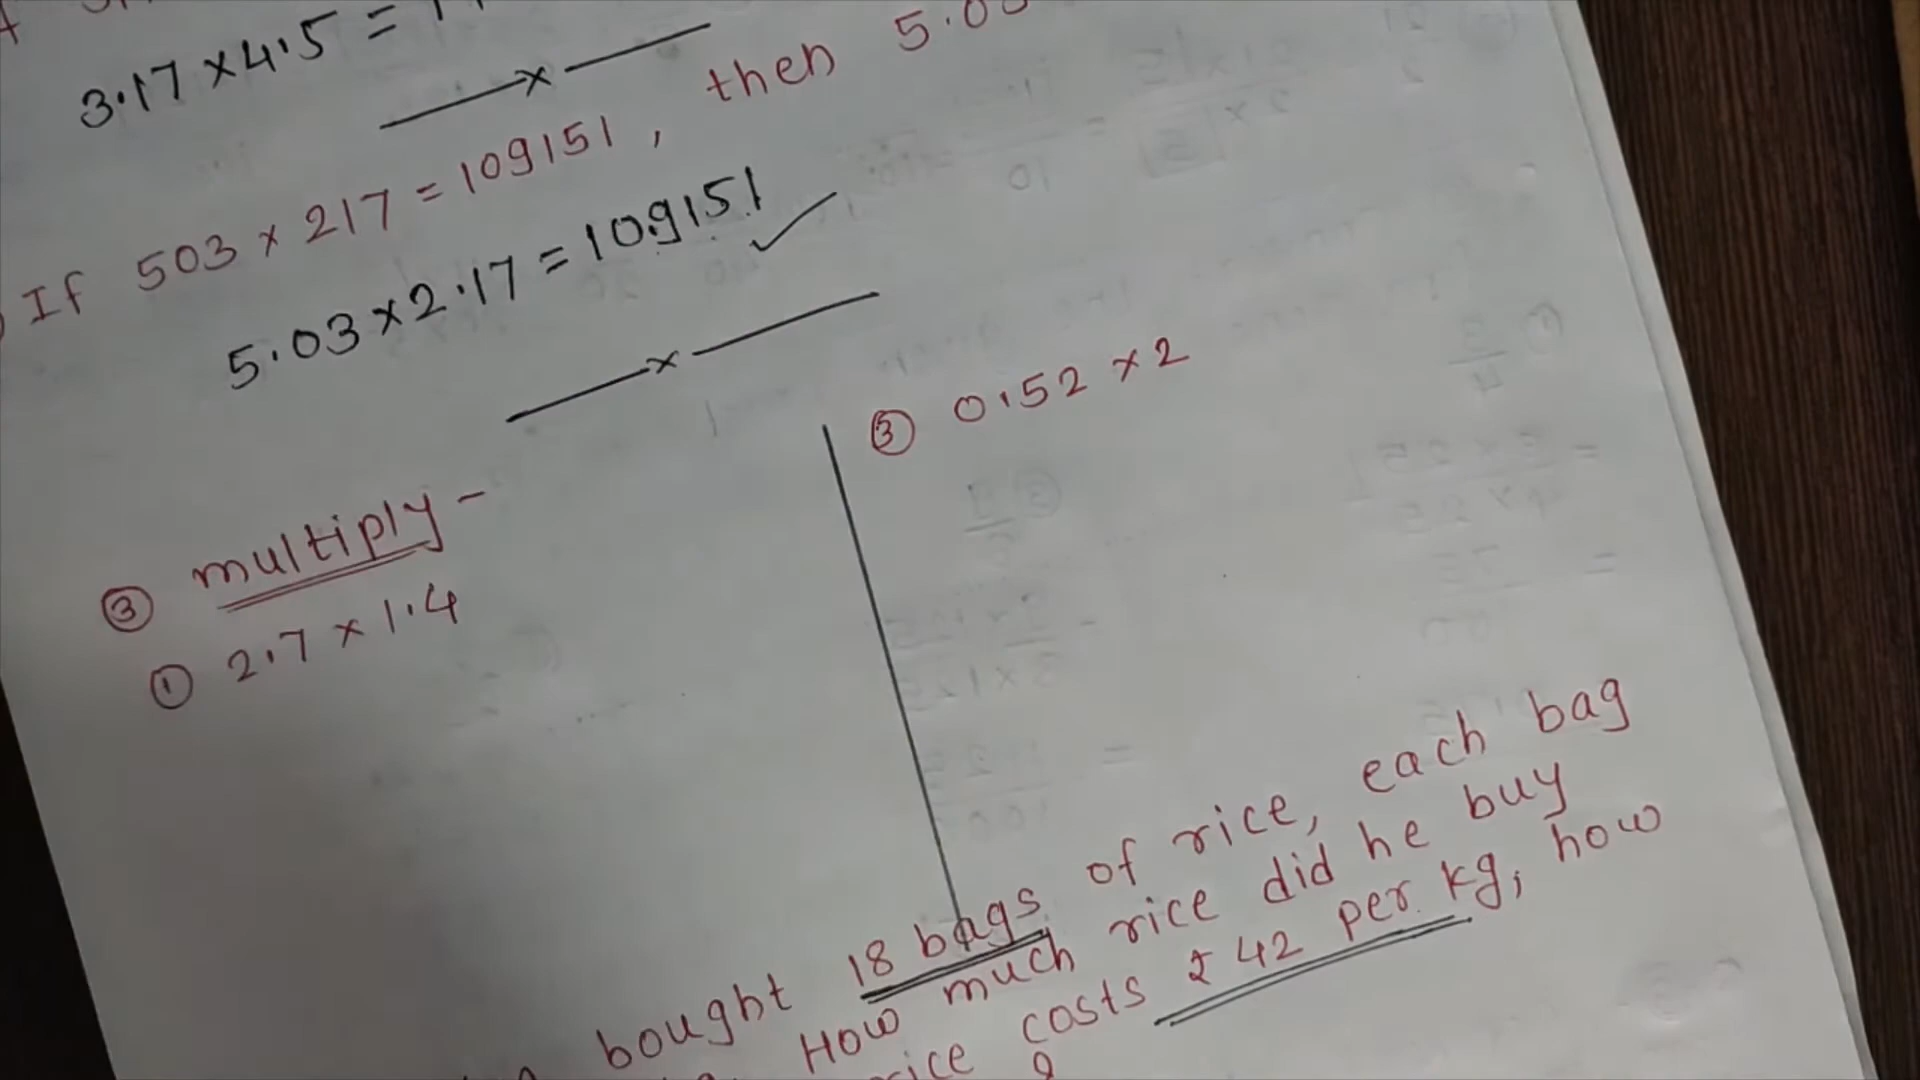 3.17 × 4.5 =
If 503 × 217 = 109151, then 5.03
5.03 × 2.17 = 10.9151 ✓
③ multiply -
① 2.7 × 1.4
③ 0.52 × 2
bought 18 bags of rice, each bag
How much rice did he buy
rice costs ₹ 42 per kg, how